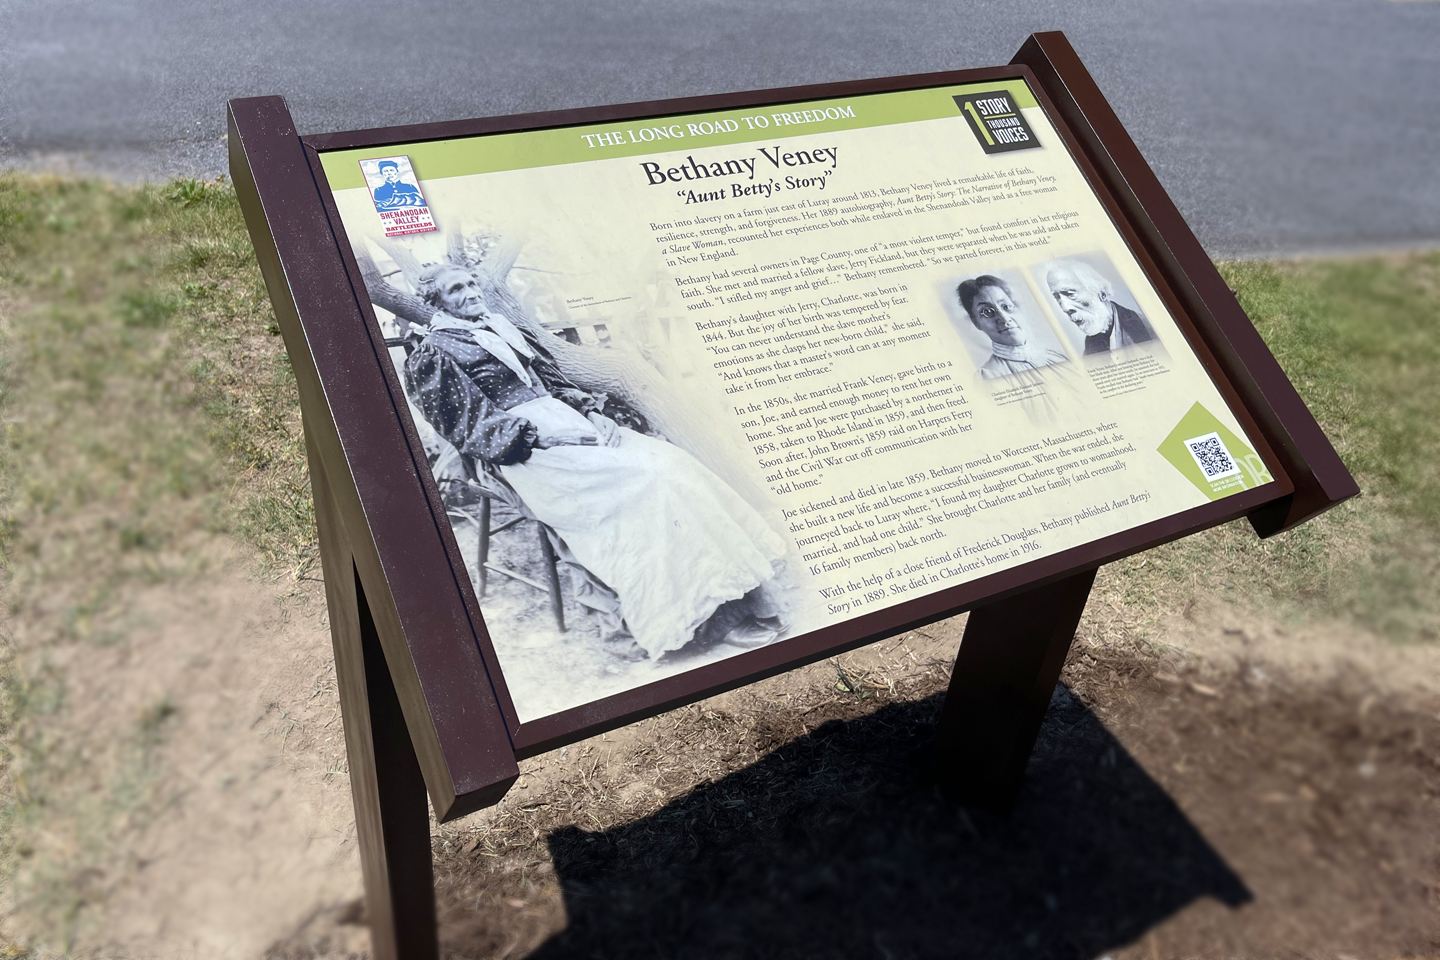 THE LONG ROAD TO FREEDOM
1 STORY
THOUSAND
VOICES
SHENANDOAH
VALLEY
BATTLEFIELDS
NATIONAL HISTORIC DISTRICT
Bethany Veney
“Aunt Betty’s Story”
Born into slavery on a farm just east of Luray around 1813, Bethany Veney lived a remarkable life of faith,
resilience, strength, and forgiveness. Her 1889 autobiography, Aunt Betty’s Story: The Narrative of Bethany Veney,
a Slave Woman, recounted her experiences both while enslaved in the Shenandoah Valley and as a free woman
in New England.
Bethany had several owners in Page County, one of “a most violent temper,” but found comfort in her religious
faith. She met and married a fellow slave, Jerry Fickland, but they were separated when he was sold and taken
south. “I stifled my anger and grief…” Bethany remembered. “So we parted forever, in this world.”
Bethany’s daughter with Jerry, Charlotte, was born in
1844. But the joy of her birth was tempered by fear.
“You can never understand the slave mother’s
emotions as she clasps her new-born child,” she said,
“And knows that a master’s word can at any moment
take it from her embrace.”
In the 1850s, she married Frank Veney, gave birth to a
son, Joe, and earned enough money to rent her own
home. She and Joe were purchased by a northerner in
1858, taken to Rhode Island in 1859, and then freed.
Soon after, John Brown’s 1859 raid on Harpers Ferry
and the Civil War cut off communication with her
“old home.”
Joe sickened and died in late 1859. Bethany moved to Worcester, Massachusetts, where
she built a new life and become a successful businesswoman. When the war ended, she
journeyed back to Luray where, “I found my daughter Charlotte grown to womanhood,
married, and had one child.” She brought Charlotte and her family (and eventually
16 family members) back north.
With the help of a close friend of Frederick Douglass, Bethany published Aunt Betty’s
Story in 1889. She died in Charlotte’s home in 1916.
Bethany Veney